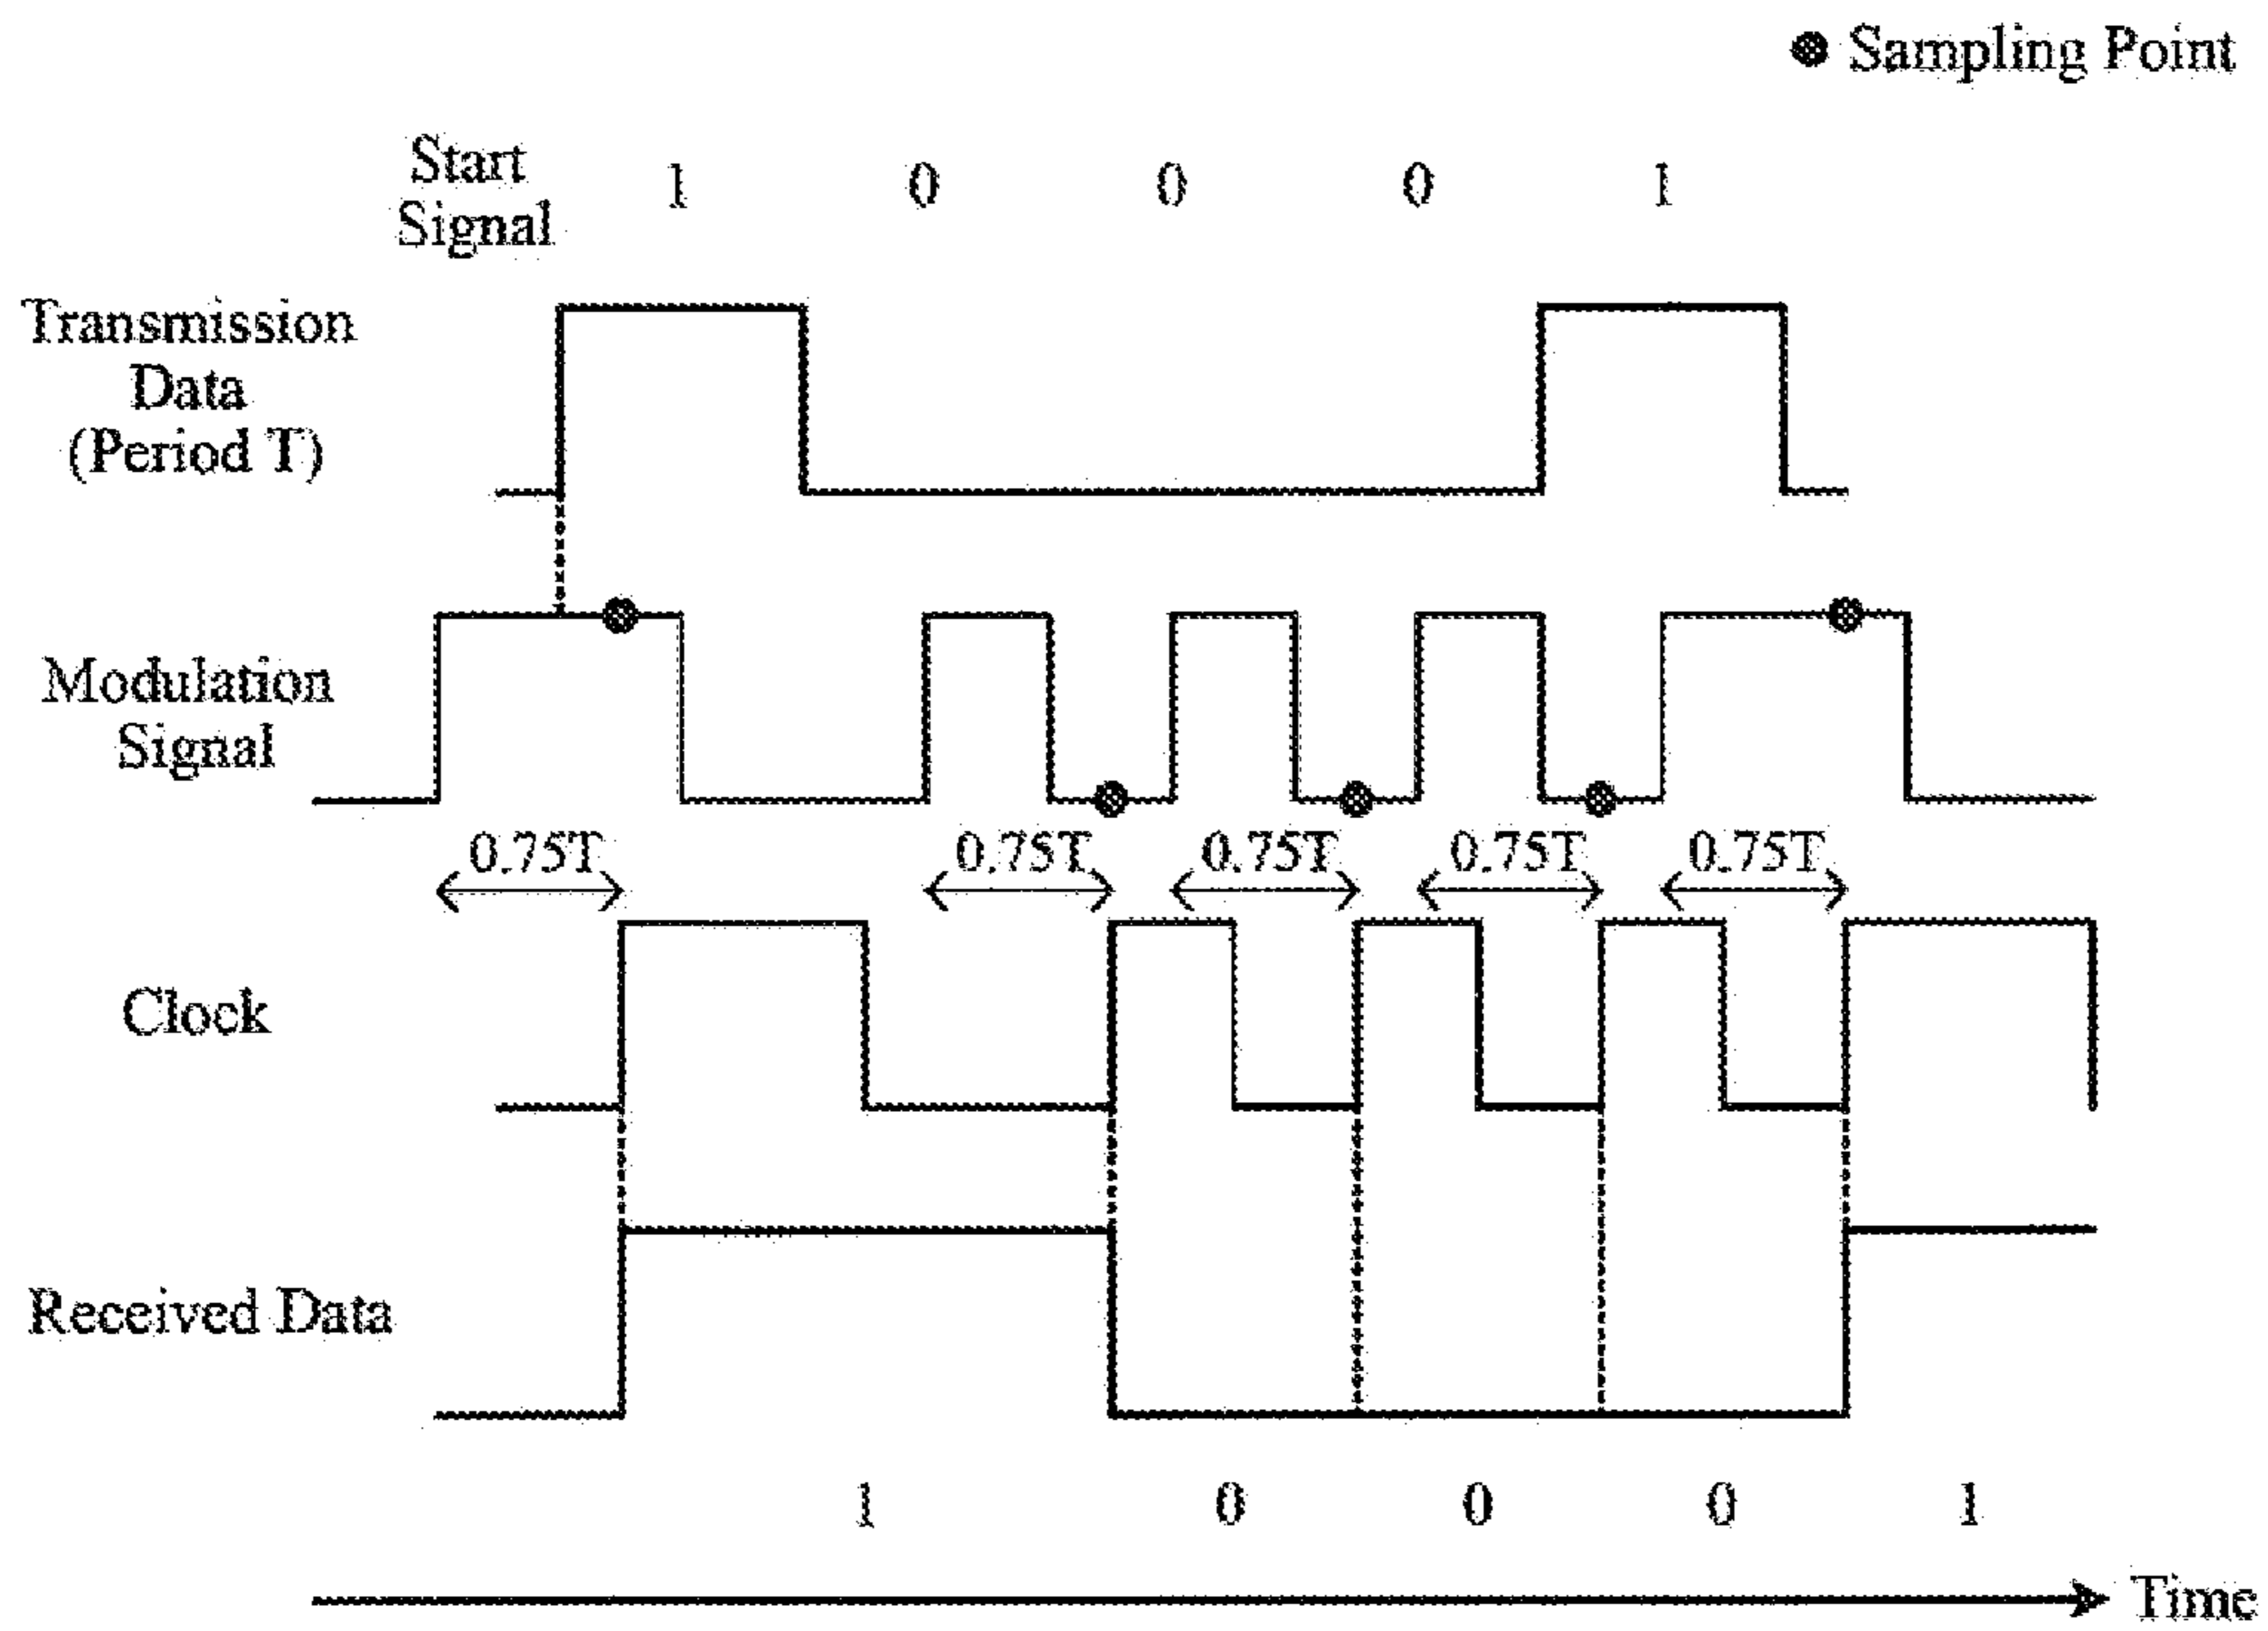 Sampling Point
Start
Signal
1 0 0 0 1
Transmission
Data
(Period T)
Modulation
Signal
0.75T 0.75T 0.75T 0.75T 0.75T
Clock
Received Data
1 0 0 0 1
Time